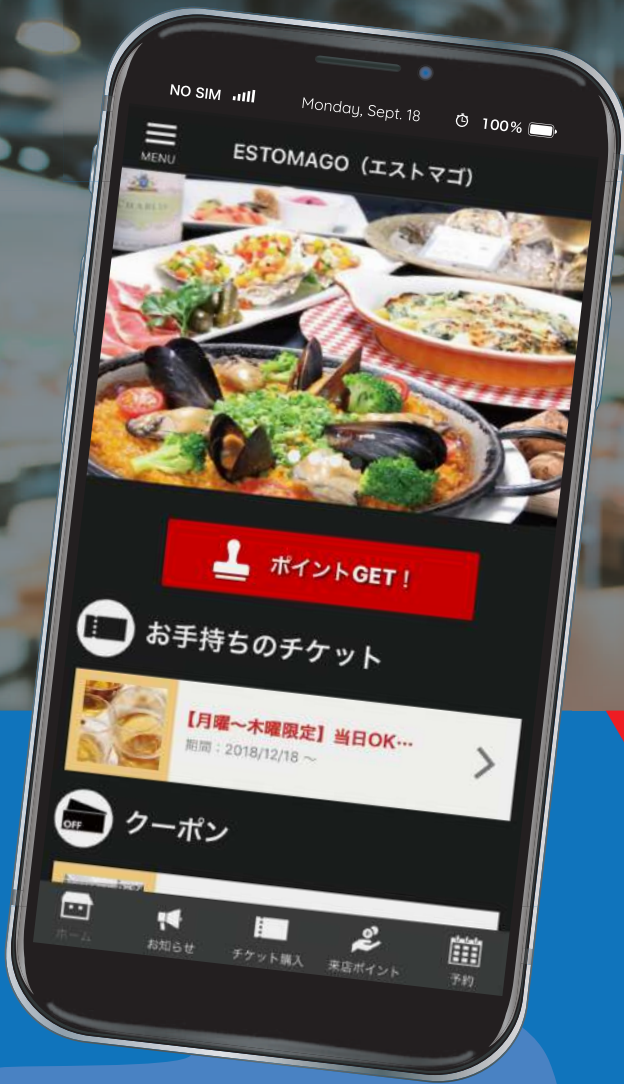 NO SIM
Monday, Sept. 18
100%
MENU
ESTOMAGO（エストマゴ）
CHABLIS
ポイントGET！
お手持ちのチケット
【月曜～木曜限定】当日OK…
期間：2018/12/18 ～
OFF
クーポン
ホーム
お知らせ
チケット購入
来店ポイント
予約